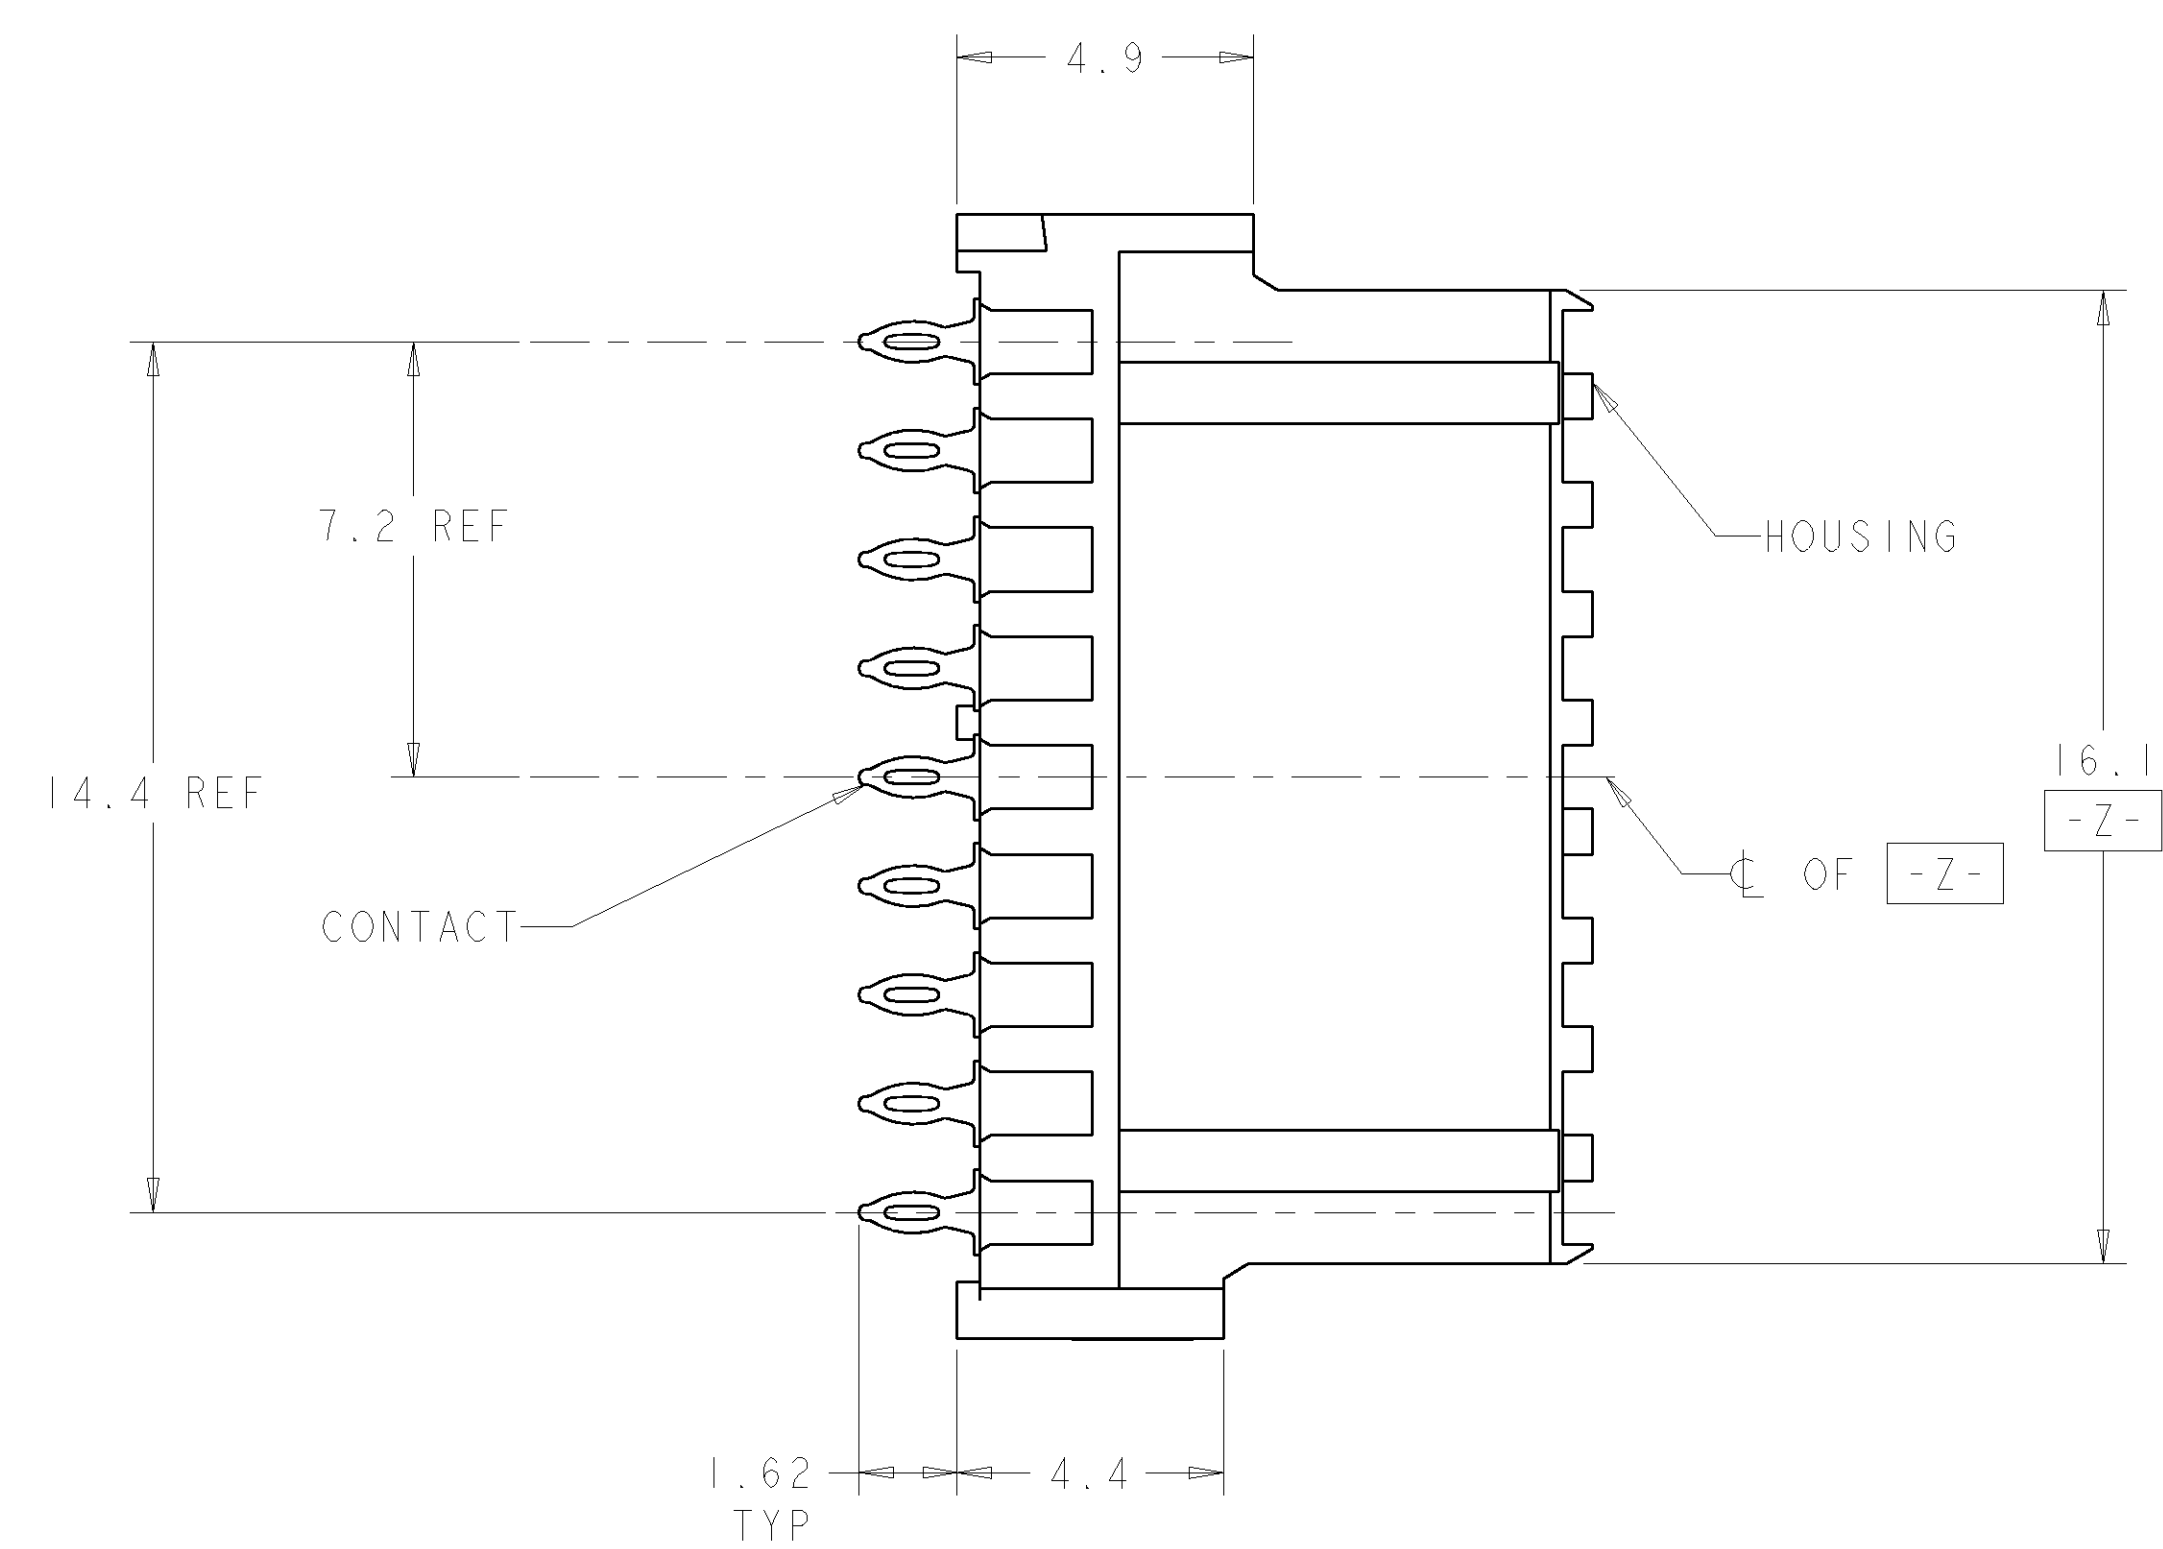 4.9
7.2 REF
HOUSING
16.1
-Z-
14.4 REF
℄ OF -Z-
CONTACT
1.62
TYP
4.4